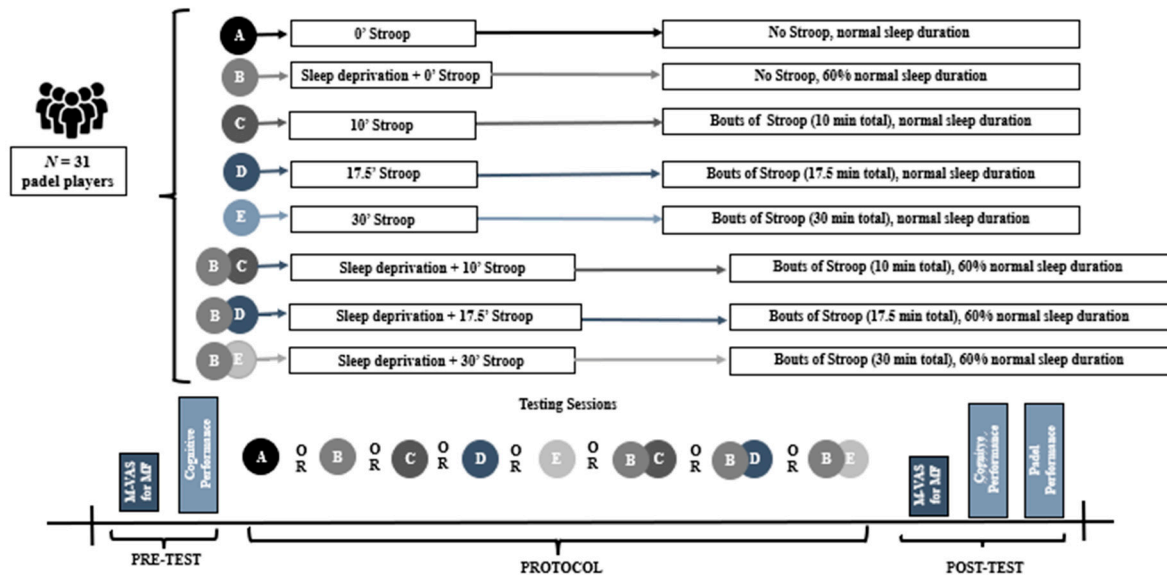 A
0' Stroop
No Stroop, normal sleep duration
B
Sleep deprivation + 0' Stroop
No Stroop, 60% normal sleep duration
C
10' Stroop
Bouts of Stroop (10 min total), normal sleep duration
N = 31
padel players
D
17.5' Stroop
Bouts of Stroop (17.5 min total), normal sleep duration
E
30' Stroop
Bouts of Stroop (30 min total), normal sleep duration
B C
Sleep deprivation + 10' Stroop
Bouts of Stroop (10 min total), 60% normal sleep duration
B D
Sleep deprivation + 17.5' Stroop
Bouts of Stroop (17.5 min total), 60% normal sleep duration
B E
Sleep deprivation + 30' Stroop
Bouts of Stroop (30 min total), 60% normal sleep duration
Testing Sessions
M-VAS
for MF
Cognitive
Performance
A OR B OR C OR D OR E OR B C OR B D OR B E
M-VAS
for MF
Cognitive
Performance
Padel
Performance
PRE-TEST
PROTOCOL
POST-TEST